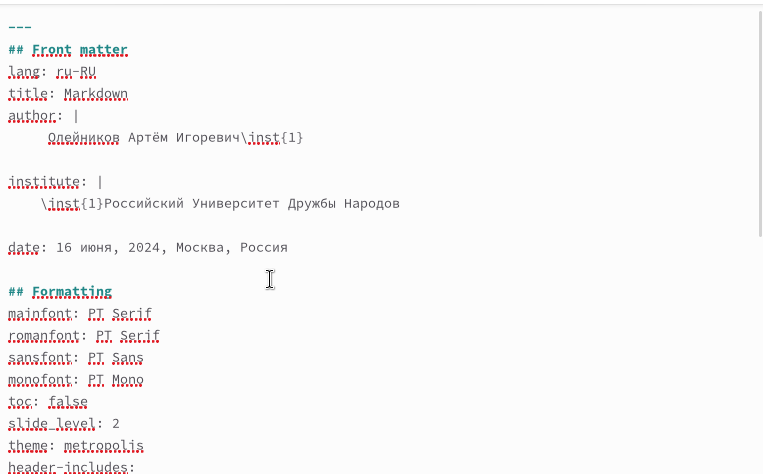 ---
## Front matter
lang: ru-RU
title: Markdown
author: |
Олейников Артём Игоревич\inst{1}
institute: |
\inst{1}Российский Университет Дружбы Народов
date: 16 июня, 2024, Москва, Россия
## Formatting
mainfont: PT Serif
romanfont: PT Serif
sansfont: PT Sans
monofont: PT Mono
toc: false
slide_level: 2
theme: metropolis
header-includes: